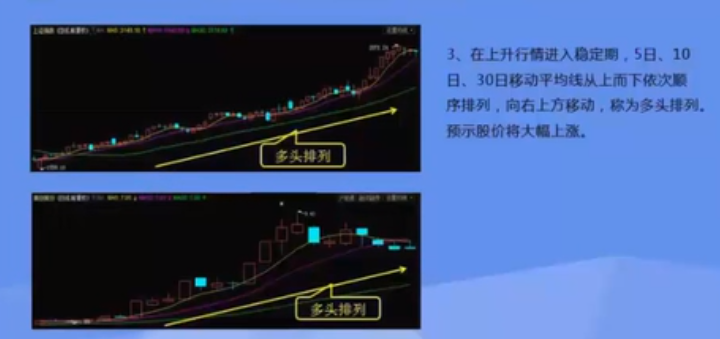 3、在上升行情进入稳定期，5日、10
日、30日移动平均线从上而下依次顺
序排列，向右上方移动，称为多头排列。
预示股价将大幅上涨。
多头排列
多头排列